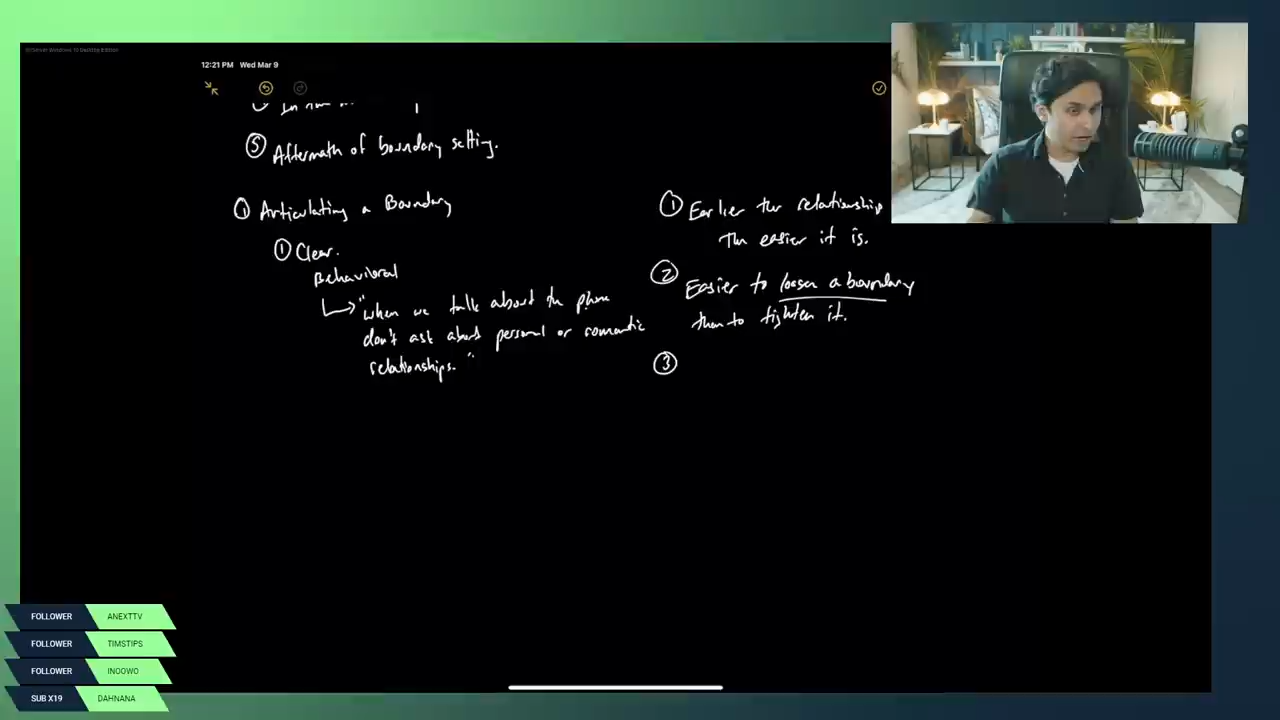 12:21 PM Wed Mar 9
⑤ Aftermath of boundary setting.
① Articulating a Boundary
① Clear.
Behavioral
"When we talk about the phone
don't ask about personal or romantic
relationships."
① Earlier the relationship
The easier it is.
② Easier to loosen a boundary
than to tighten it.
③
FOLLOWER ANEXTTV
FOLLOWER TIMSTIPS
FOLLOWER INOOWO
SUB X19 DAHNANA